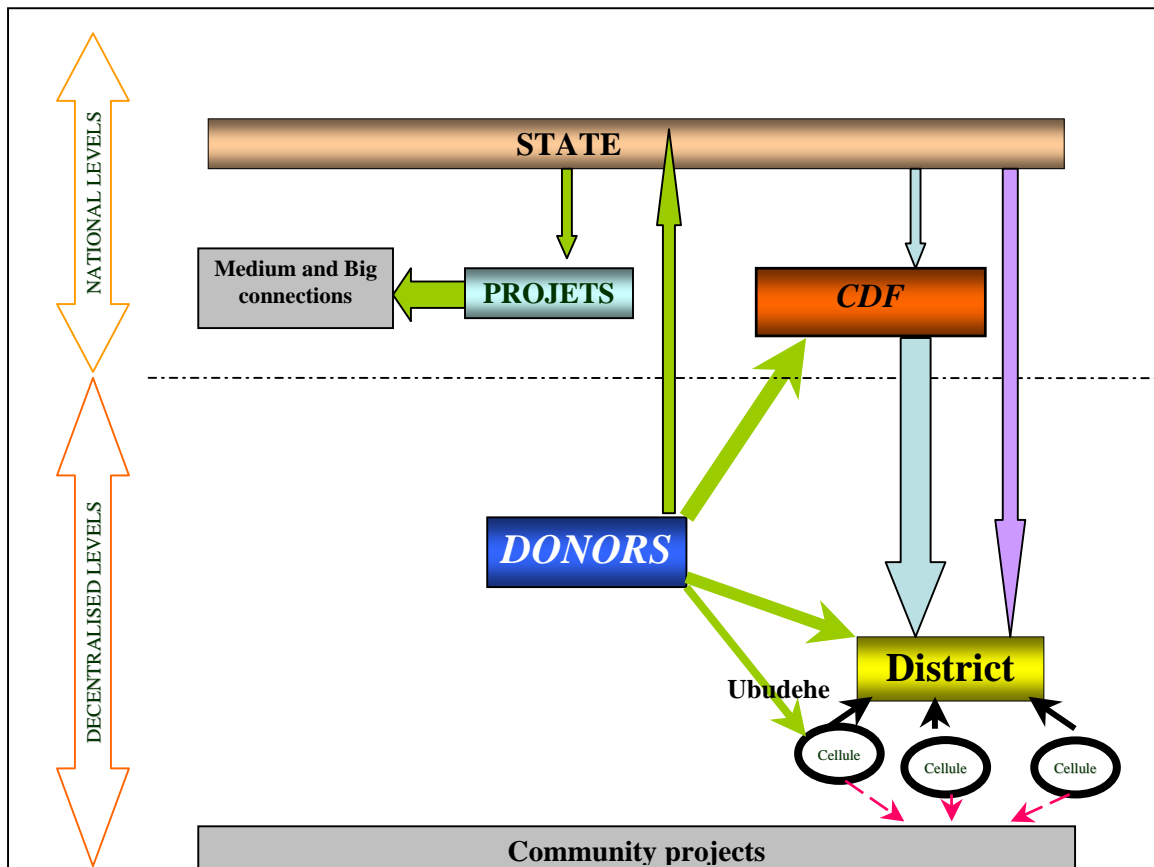 NATIONAL LEVELS
STATE
Medium and Big
connections
PROJETS
CDF
DECENTRALISED LEVELS
DONORS
District
Ubudehe
Cellule
Cellule
Cellule
Community projects